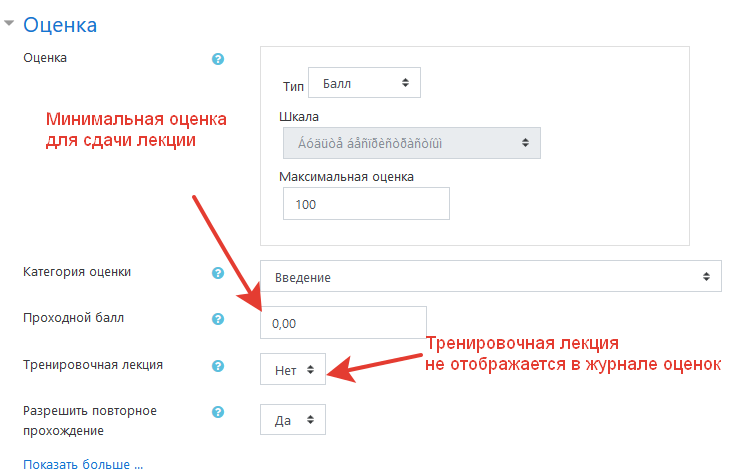 Оценка
Оценка
Тип Балл
Минимальная оценка
для сдачи лекции
Шкала
Áóäüòå áåñïðèñòðàñòíûì
Максимальная оценка
100
Категория оценки Введение
Проходной балл 0,00
Тренировочная лекция
не отображается в журнале оценок
Тренировочная лекция Нет
Разрешить повторное
прохождение
Да
Показать больше ...